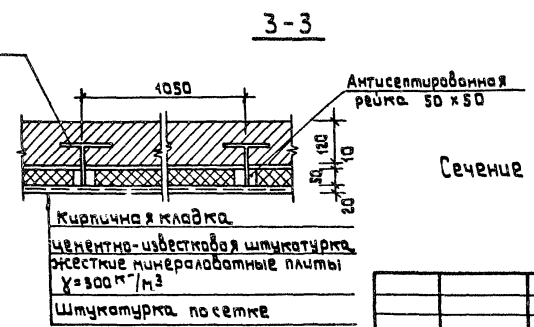 3-3
1050
Антисептированная
рейка 50 x 50
120
10
50
20
Сечение
Кирпичная кладка
цементно-известковая штукатурка
жесткие минераловатные плиты
γ=300 кг/м3
Штукатурка по сетке